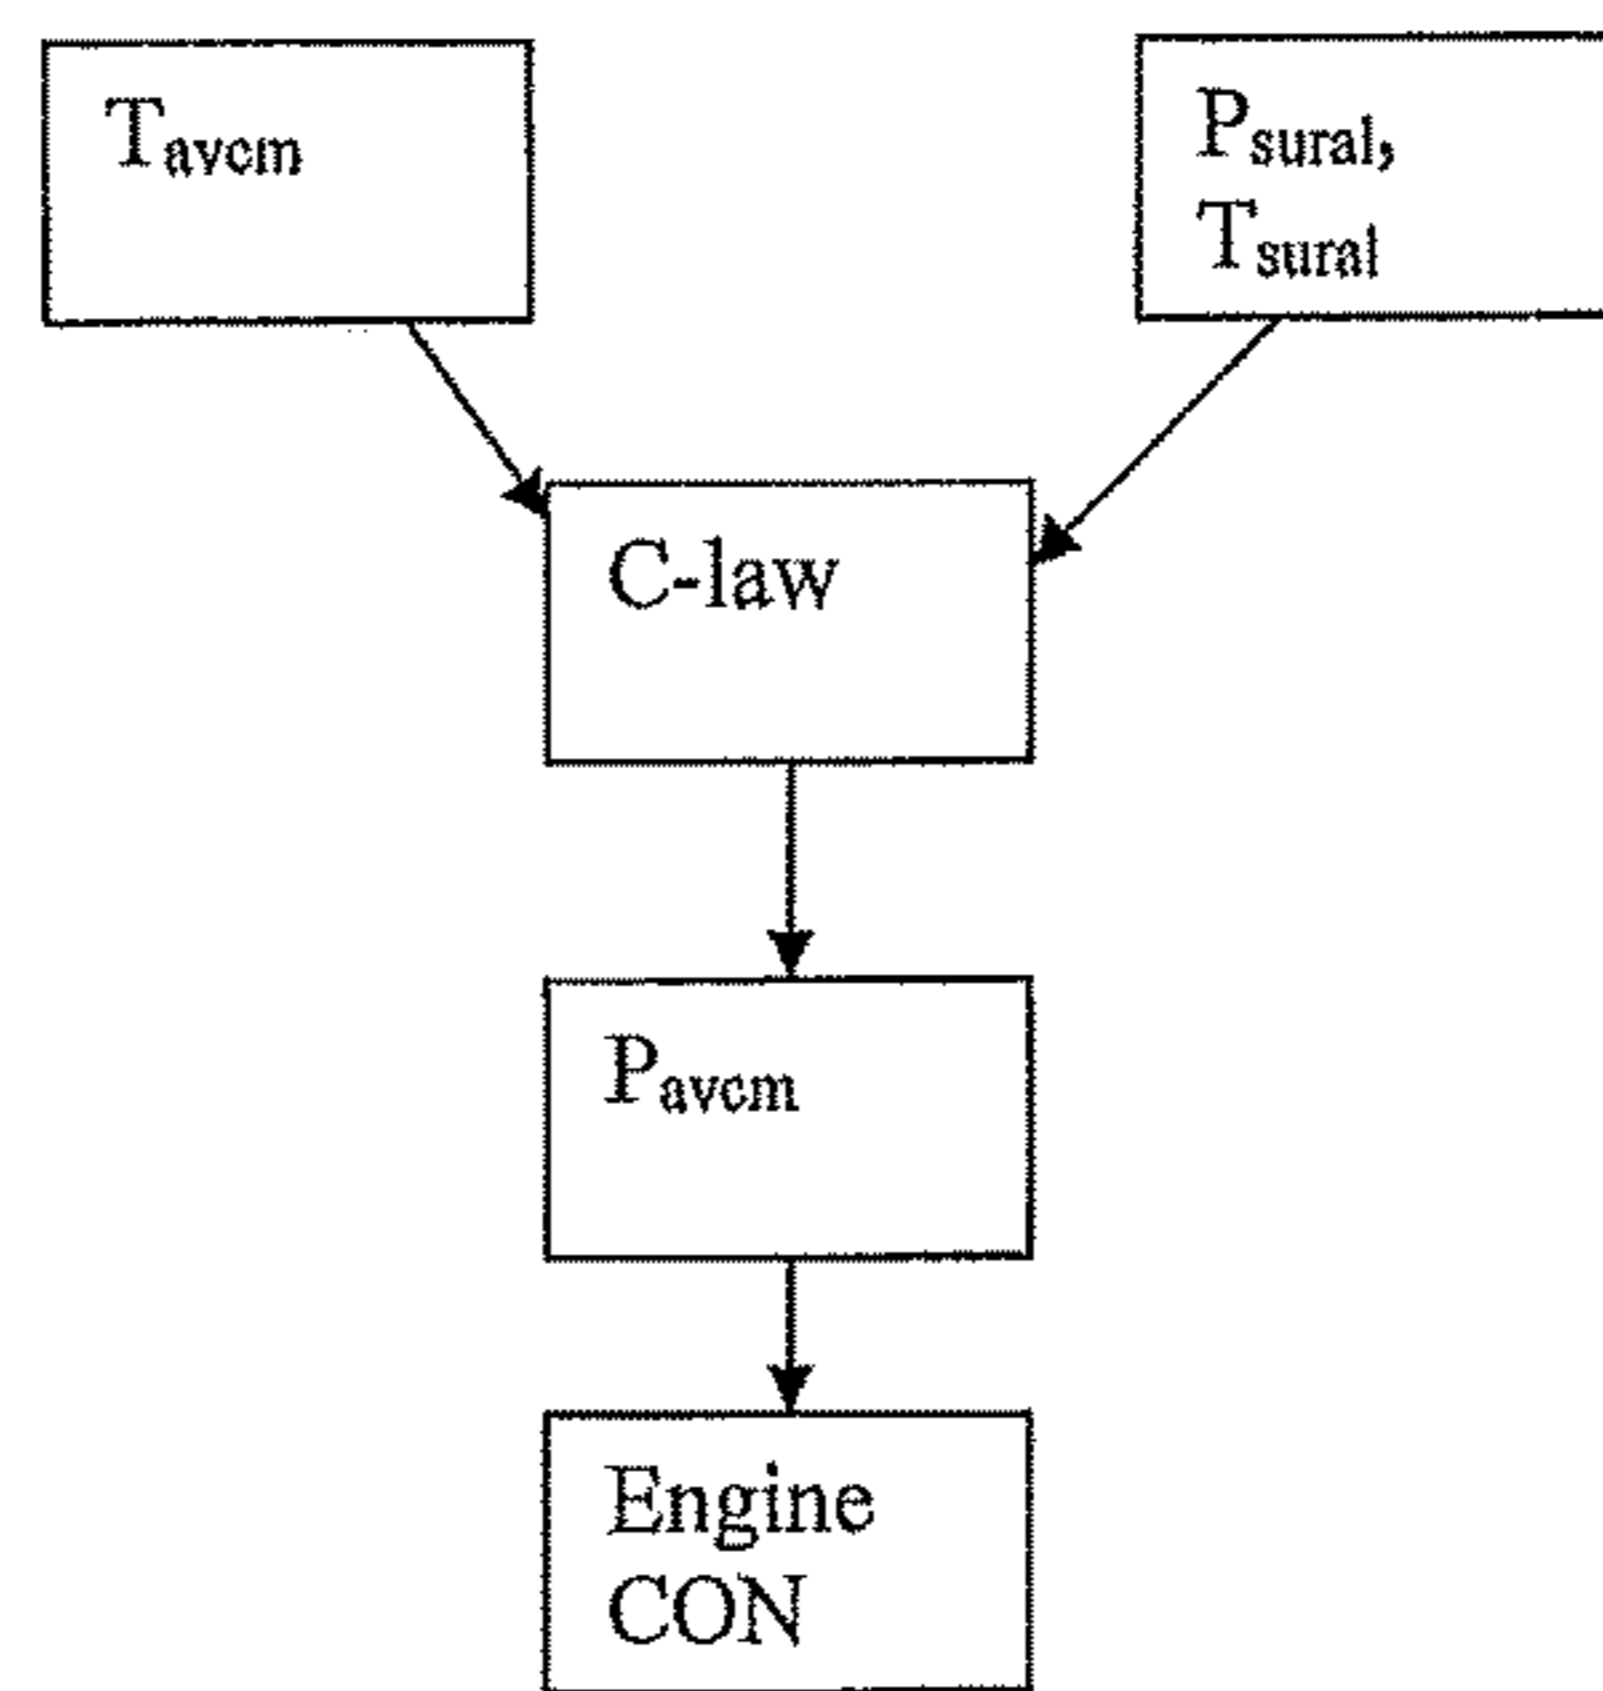 Tavcm
Psural,
Tsural
C-law
Pavcm
Engine
CON